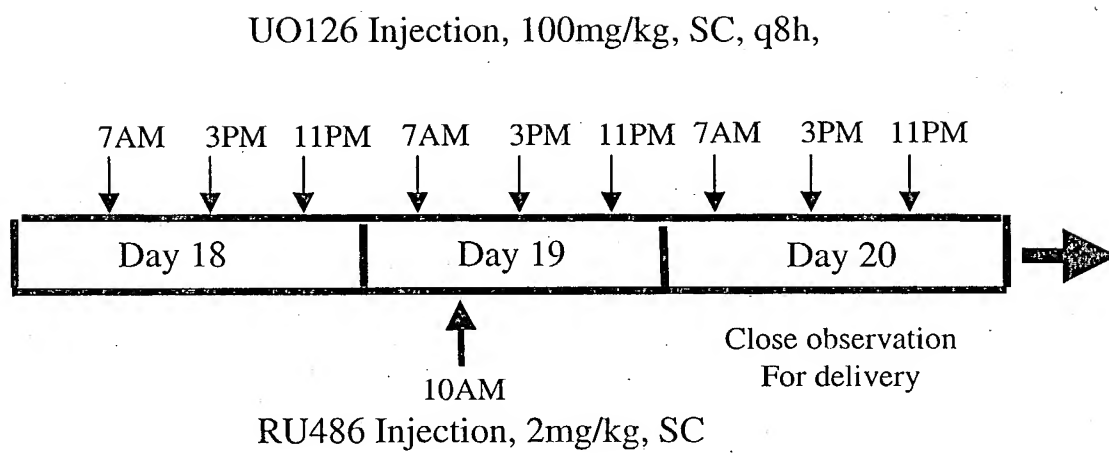 UO126 Injection, 100mg/kg, SC, q8h,
7AM 3PM 11PM 7AM 3PM 11PM 7AM 3PM 11PM
Day 18 Day 19 Day 20
Close observation
For delivery
10AM
RU486 Injection, 2mg/kg, SC